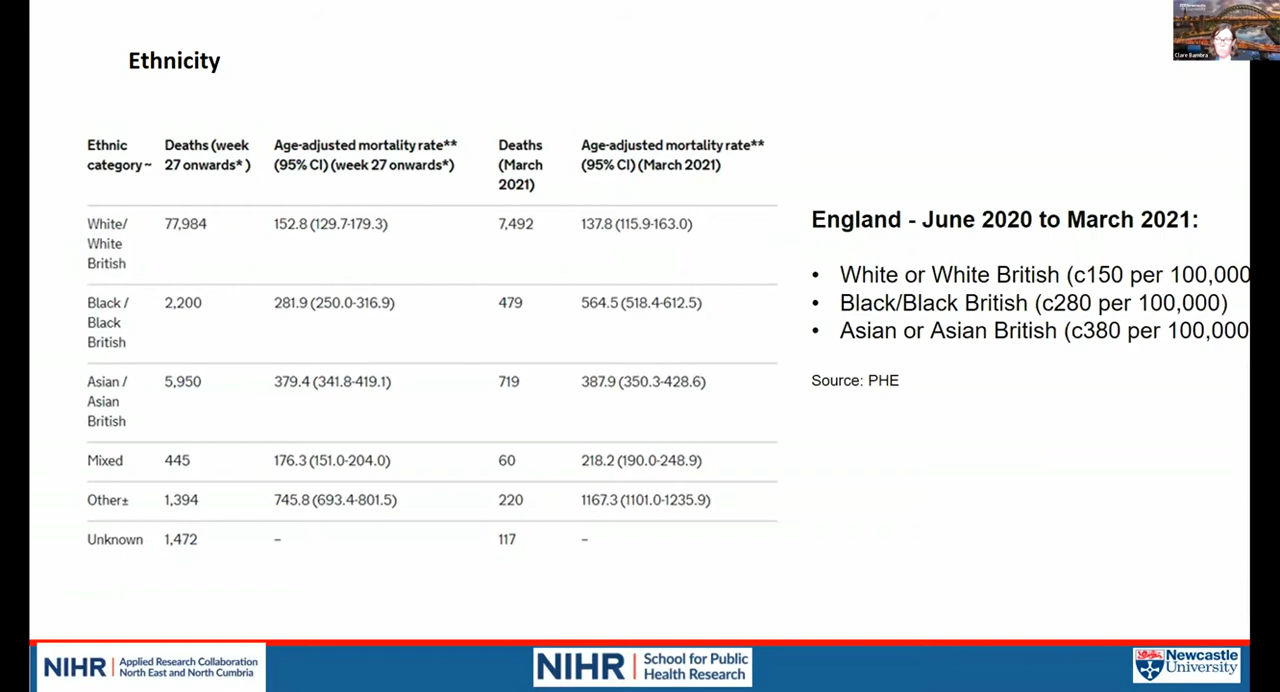 Ethnicity
Clare Bambra
Ethnic
category~
Deaths (week
27 onwards*)
Age-adjusted mortality rate**
(95% CI) (week 27 onwards*)
Deaths
(March
2021)
Age-adjusted mortality rate**
(95% CI) (March 2021)
White/
White
British
77,984
152.8 (129.7-179.3)
7,492
137.8 (115.9-163.0)
Black /
Black
British
2,200
281.9 (250.0-316.9)
479
564.5 (518.4-612.5)
Asian /
Asian
British
5,950
379.4 (341.8-419.1)
719
387.9 (350.3-428.6)
Mixed
445
176.3 (151.0-204.0)
60
218.2 (190.0-248.9)
Other±
1,394
745.8 (693.4-801.5)
220
1167.3 (1101.0-1235.9)
Unknown
1,472
–
117
–
England - June 2020 to March 2021:
• White or White British (c150 per 100,000
• Black/Black British (c280 per 100,000)
• Asian or Asian British (c380 per 100,000
Source: PHE
NIHR | Applied Research Collaboration
North East and North Cumbria
NIHR | School for Public
Health Research
Newcastle
University